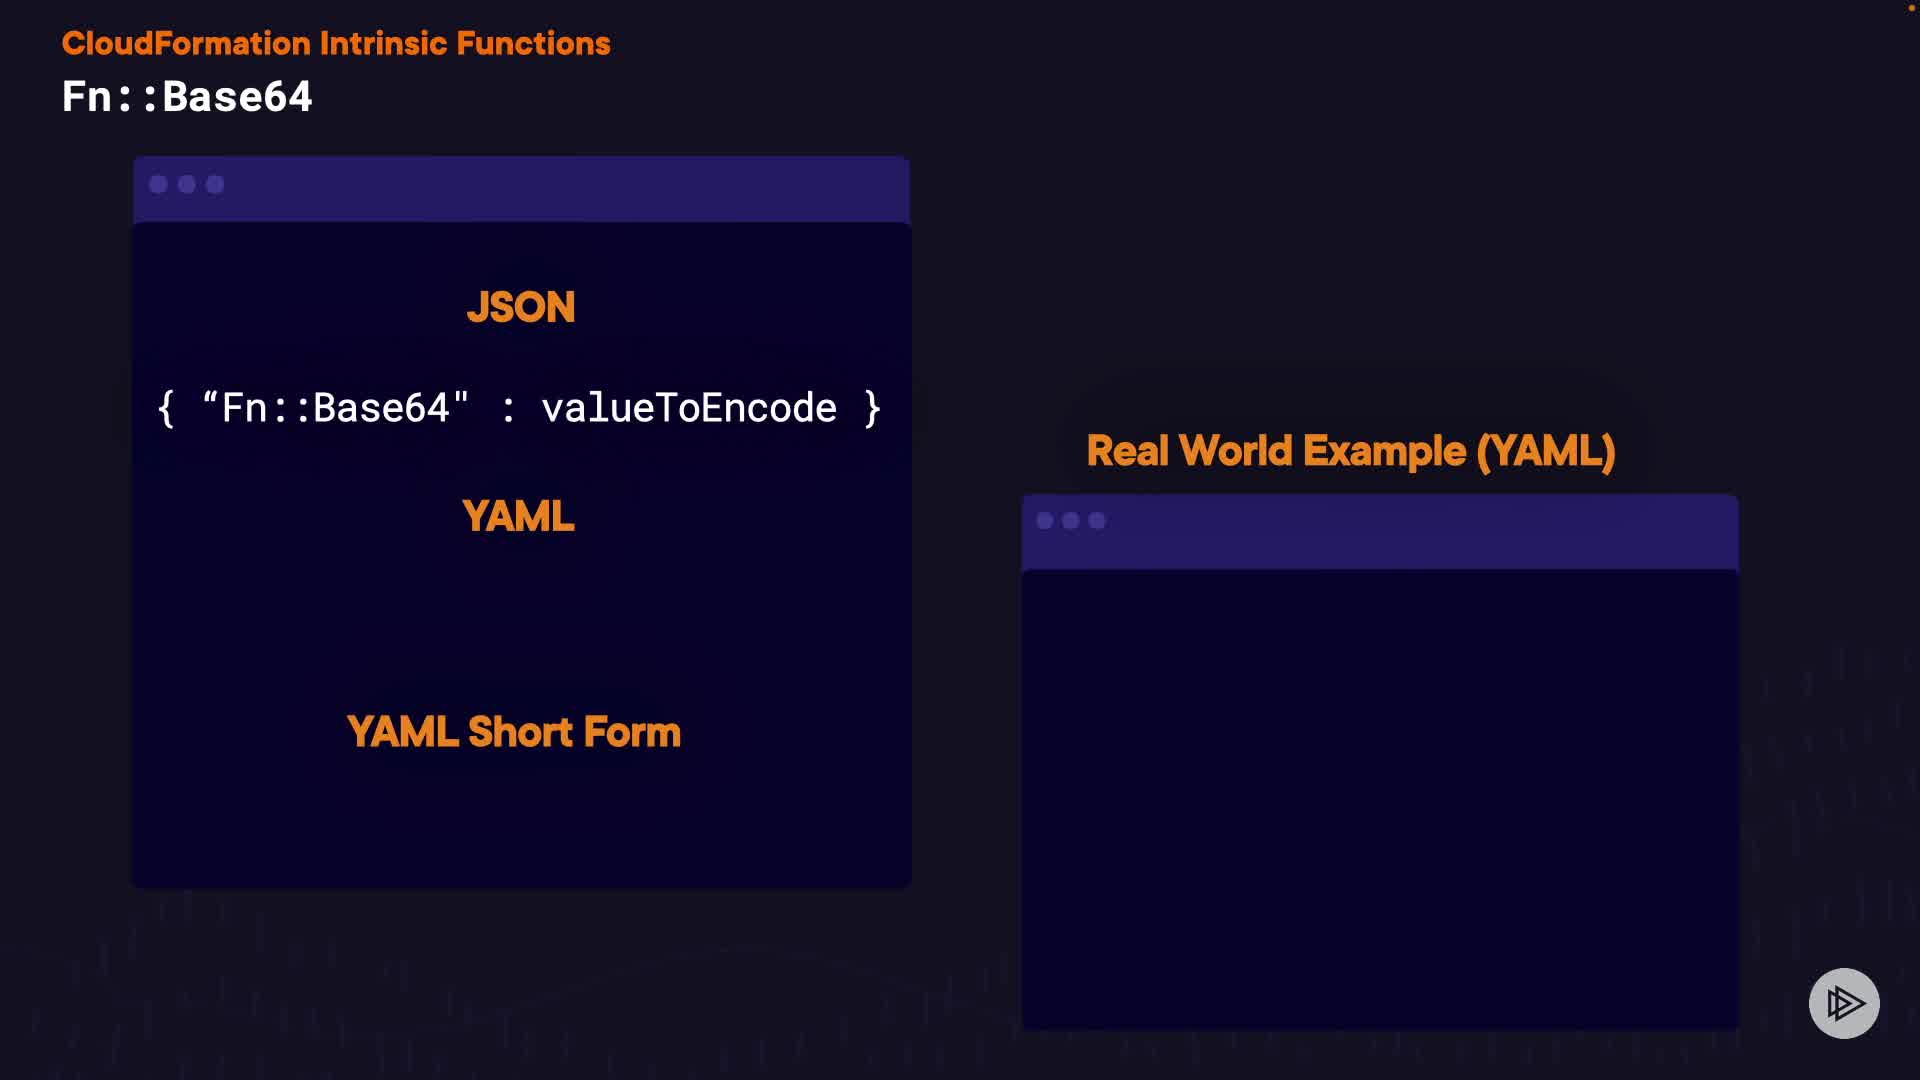 CloudFormation Intrinsic Functions
Fn::Base64
JSON
{ “Fn::Base64" : valueToEncode }
YAML
YAML Short Form
Real World Example (YAML)